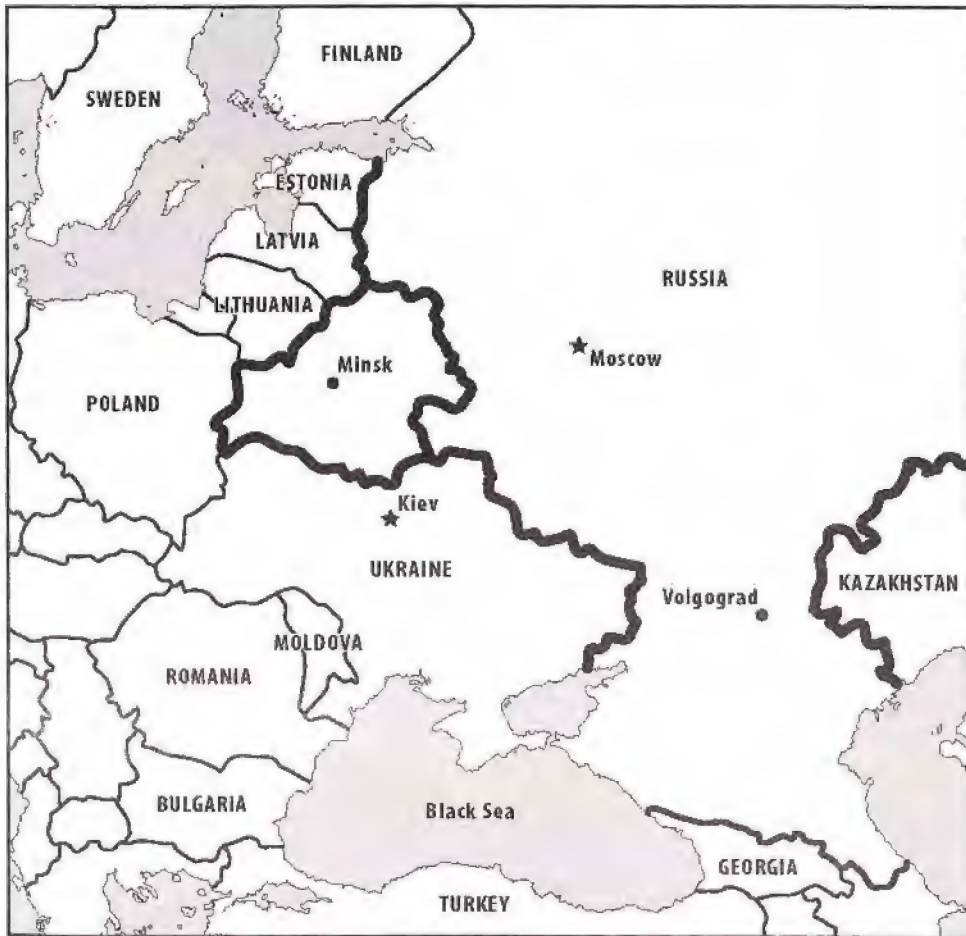 FINLAND
SWEDEN
ESTONIA
LATVIA
RUSSIA
LITHUANIA
Moscow
Minsk
POLAND
Kiev
UKRAINE
KAZAKHSTAN
Volgograd
MOLDOVA
ROMANIA
BULGARIA
Black Sea
GEORGIA
TURKEY